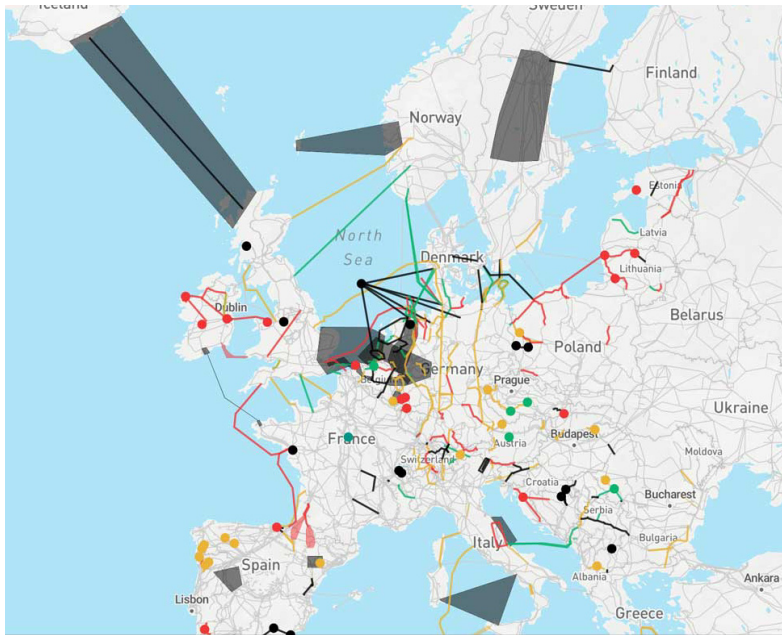 Iceland
Sweden
Finland
Norway
Estonia
North
Sea
Latvia
Denmark
Lithuania
Dublin
Belarus
Poland
Germany
Belgium
Prague
Ukraine
France
Austria
Budapest
Switzerland
Moldova
Croatia
Bucharest
Serbia
Italy
Bulgaria
Spain
Albania
Ankara
Lisbon
Greece